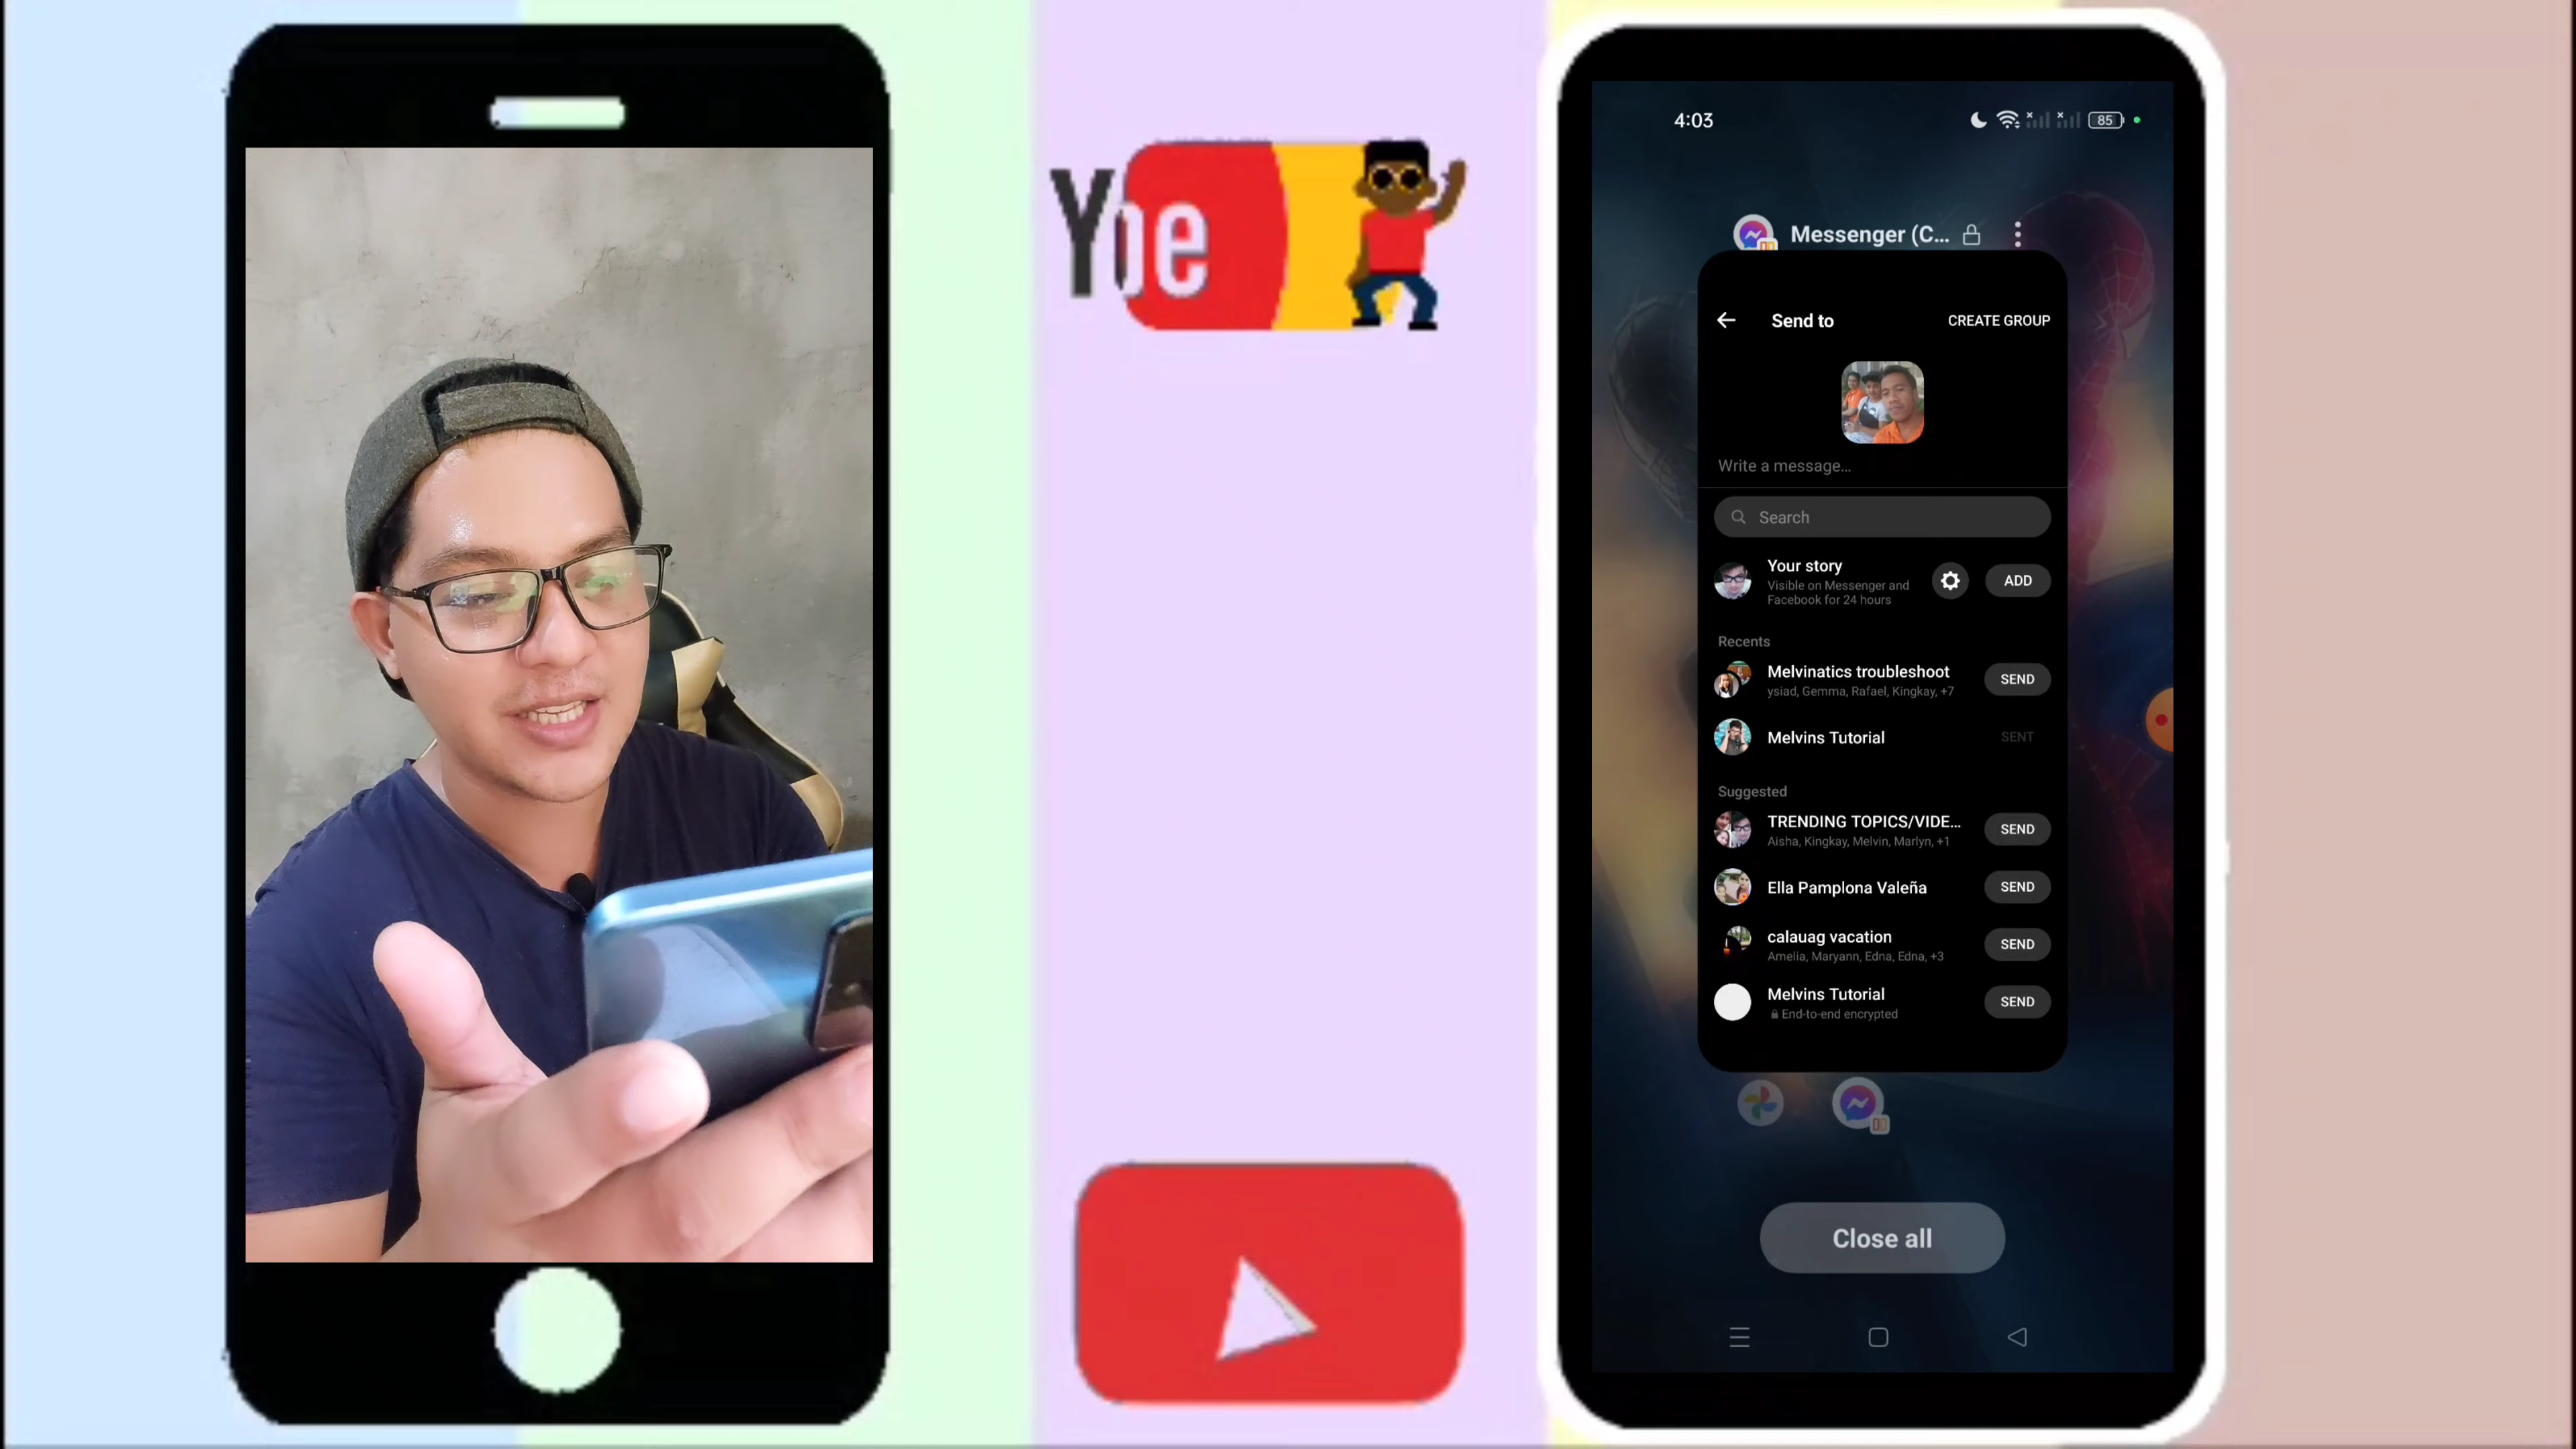 Yoe
4:03
85
Messenger (C...
Send to
CREATE GROUP
Write a message...
Search
Your story
Visible on Messenger and
Facebook for 24 hours
ADD
Recents
Melvinatics troubleshoot
ysiad, Gemma, Rafael, Kingkay, +7
SEND
Melvins Tutorial
SENT
Suggested
TRENDING TOPICS/VIDE...
Aisha, Kingkay, Melvin, Marlyn, +1
SEND
Ella Pamplona Valeña
SEND
calauag vacation
Amelia, Maryann, Edna, Edna, +3
SEND
Melvins Tutorial
End-to-end encrypted
SEND
Close all